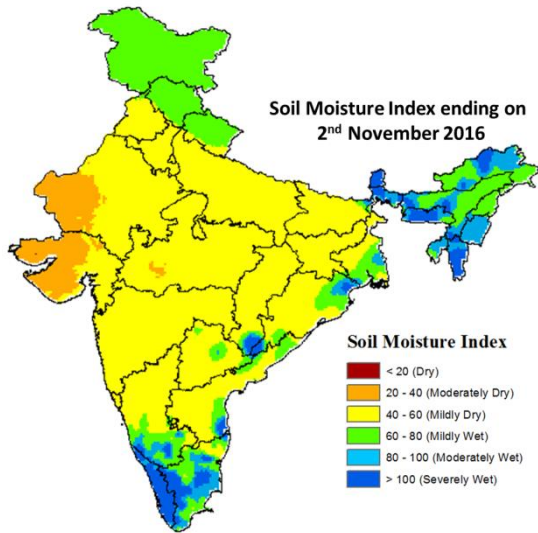 Soil Moisture Index ending on
2nd November 2016
Soil Moisture Index
< 20 (Dry)
20 - 40 (Moderately Dry)
40 - 60 (Mildly Dry)
60 - 80 (Mildly Wet)
80 - 100 (Moderately Wet)
> 100 (Severely Wet)